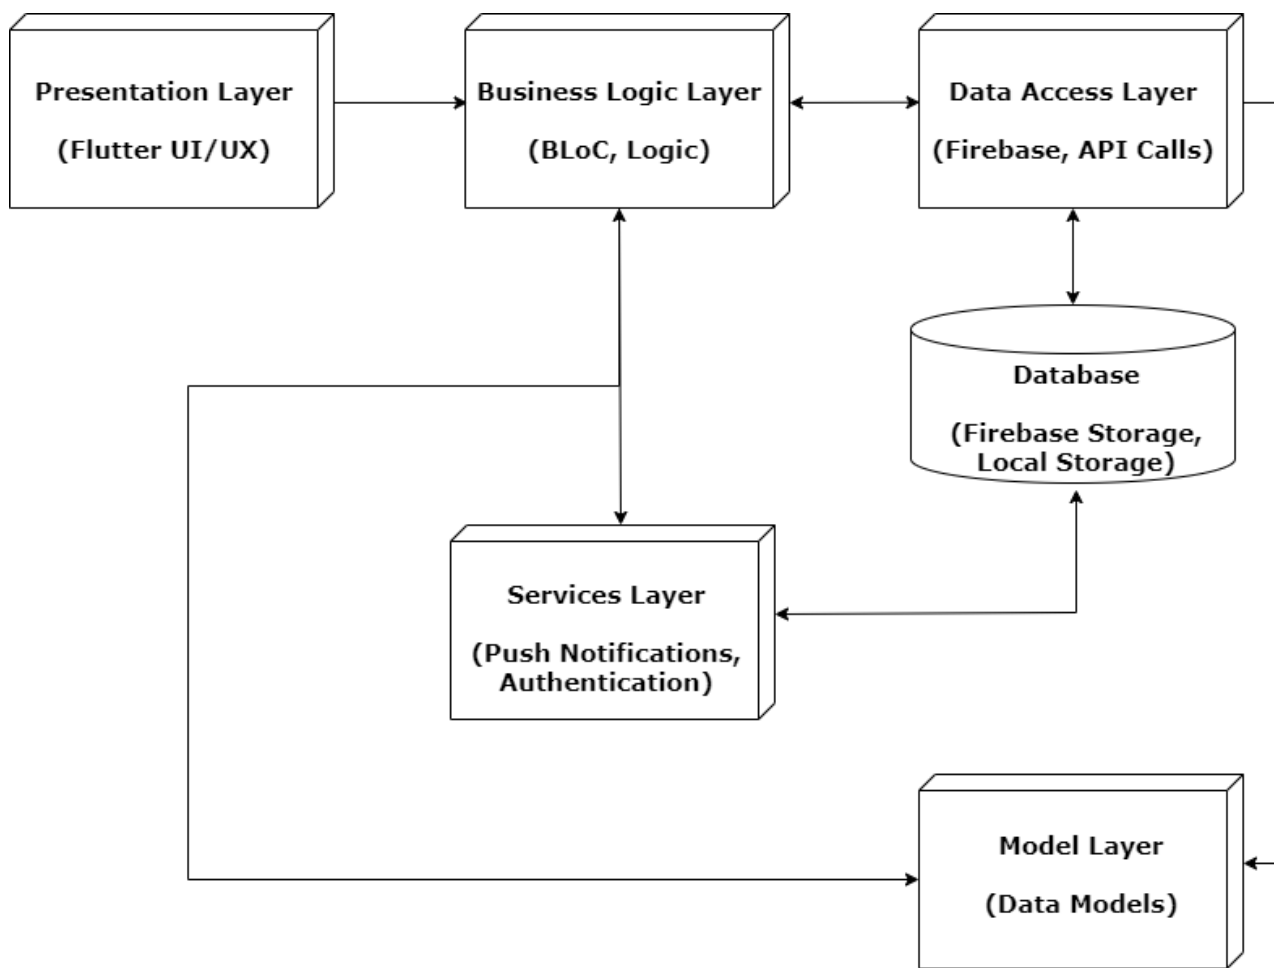 Presentation Layer
(Flutter UI/UX)
Business Logic Layer
(BLoC, Logic)
Data Access Layer
(Firebase, API Calls)
Database
(Firebase Storage,
Local Storage)
Services Layer
(Push Notifications,
Authentication)
Model Layer
(Data Models)